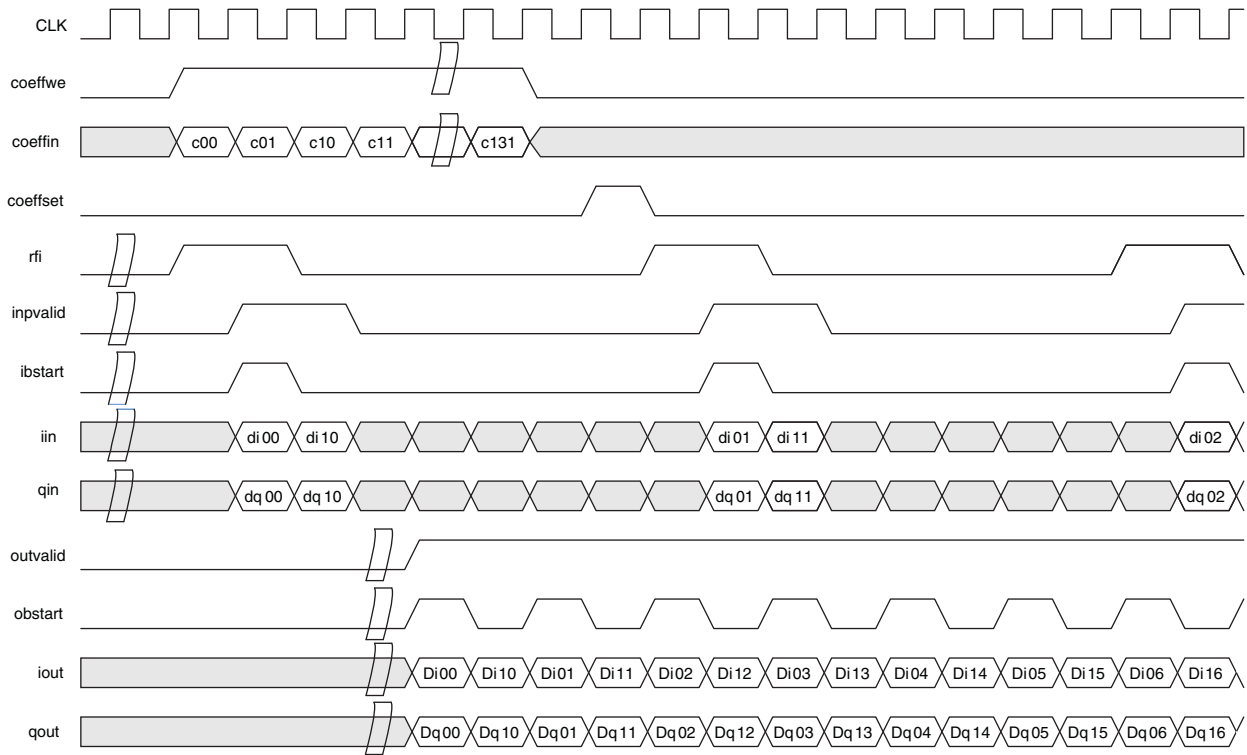 CLK
coeffwe
coeffin c00 c01 c10 c11 c131
coeffset
rfi
inpvalid
ibstart
iin di 00 di 10 di 01 di 11 di 02
qin dq 00 dq 10 dq 01 dq 11 dq 02
outvalid
obstart
iout Di00 Di10 Di01 Di11 Di02 Di12 Di03 Di13 Di04 Di14 Di05 Di15 Di06 Di16
qout Dq00 Dq10 Dq01 Dq11 Dq02 Dq12 Dq03 Dq13 Dq04 Dq14 Dq05 Dq15 Dq06 Dq16